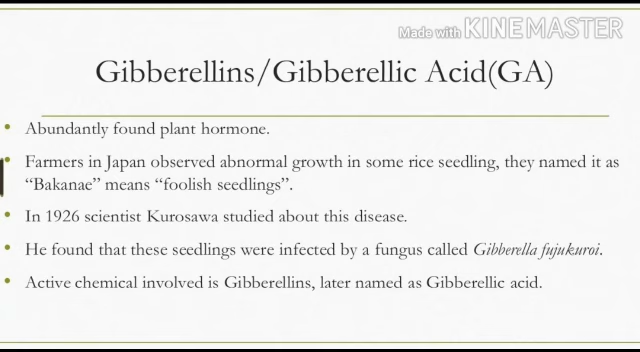 Made with KINEMASTER
Gibberellins/Gibberellic Acid(GA)
• Abundantly found plant hormone.
• Farmers in Japan observed abnormal growth in some rice seedling, they named it as
“Bakanae” means “foolish seedlings”.
• In 1926 scientist Kurosawa studied about this disease.
• He found that these seedlings were infected by a fungus called Gibberella fujukuroi.
• Active chemical involved is Gibberellins, later named as Gibberellic acid.